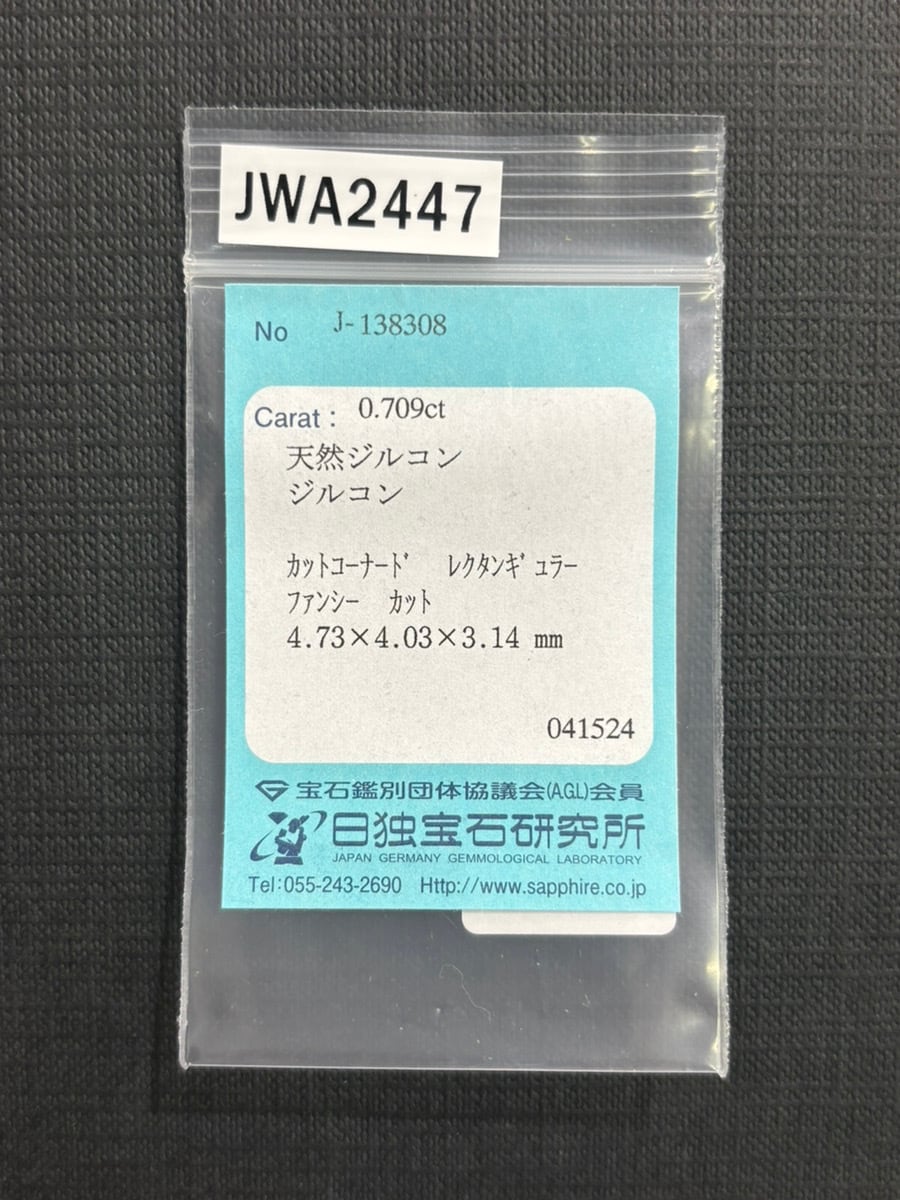 JWA2447
No J-138308
Carat : 0.709ct
天然ジルコン
ジルコン
カットコーナード レクタンギュラー
ファンシー カット
4.73×4.03×3.14 mm
041524
宝石鑑別団体協議会(AGL)会員
日独宝石研究所
JAPAN GERMANY GEMMOLOGICAL LABORATORY
Tel:055-243-2690 Http://www.sapphire.co.jp